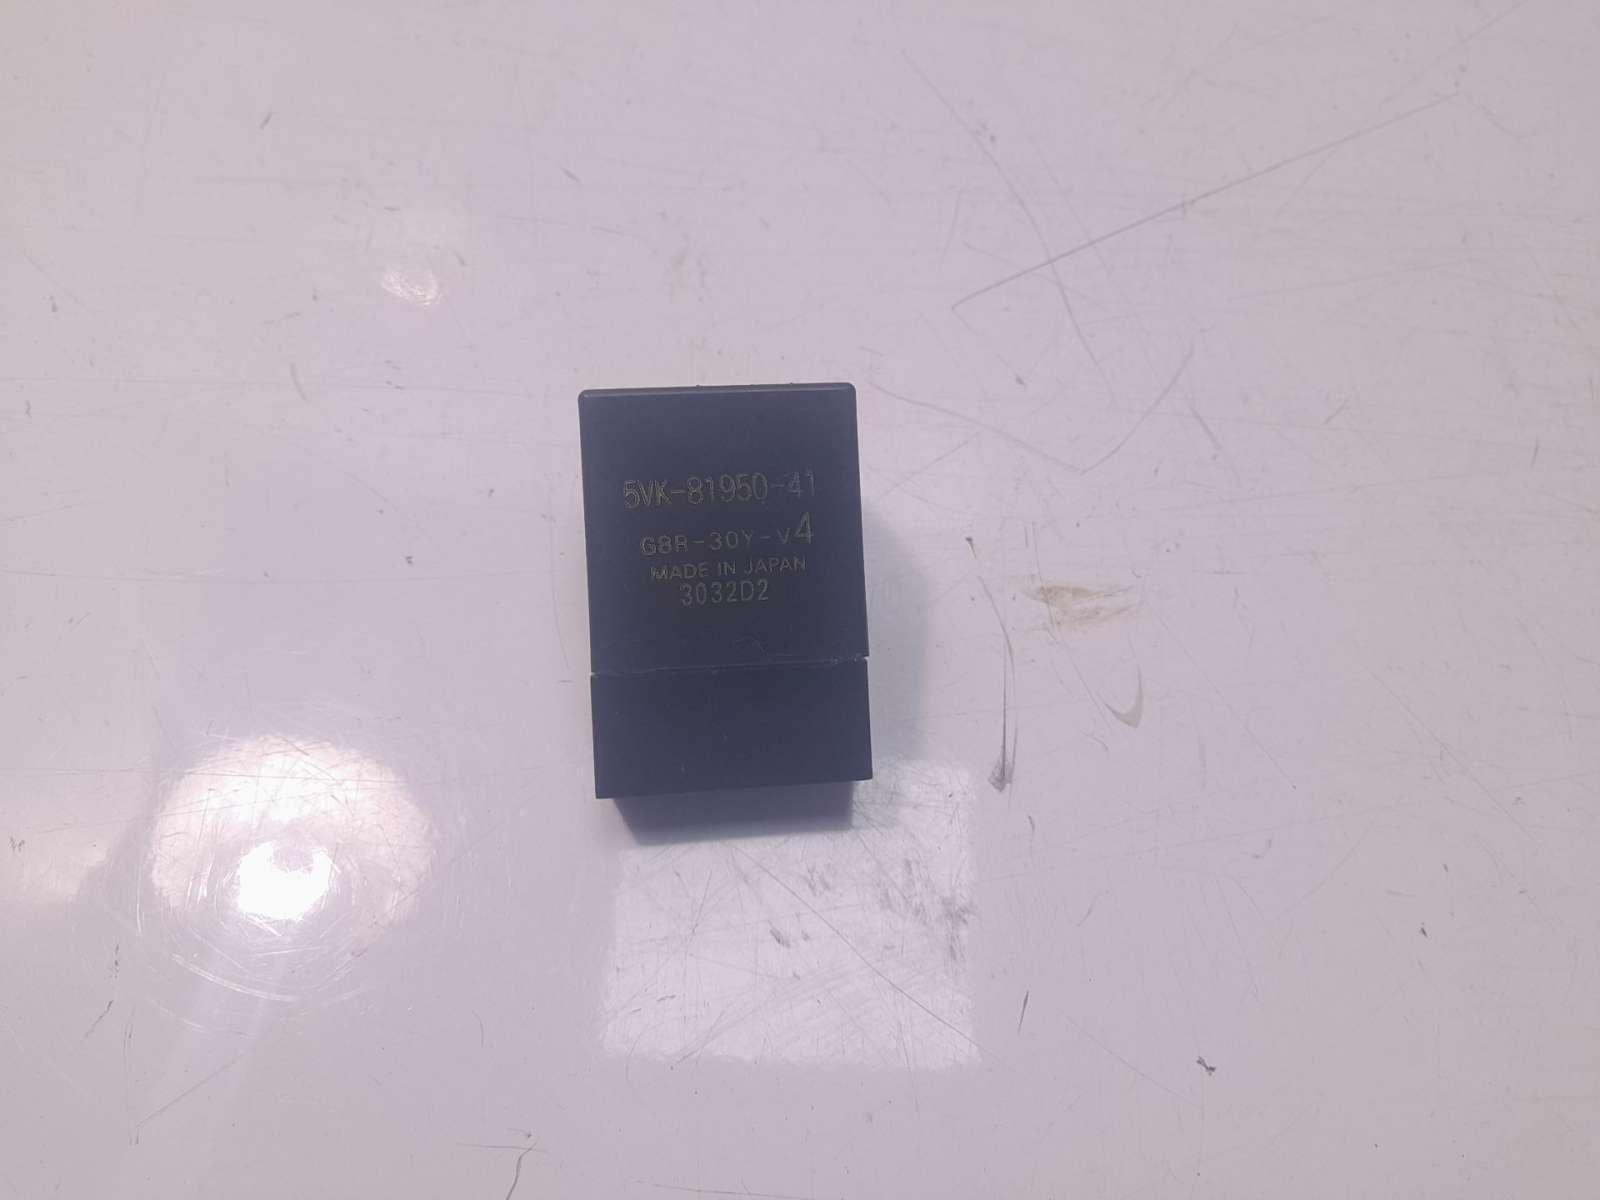 5VK-81950-41
G8R-30Y-V4
MADE IN JAPAN
3032D2